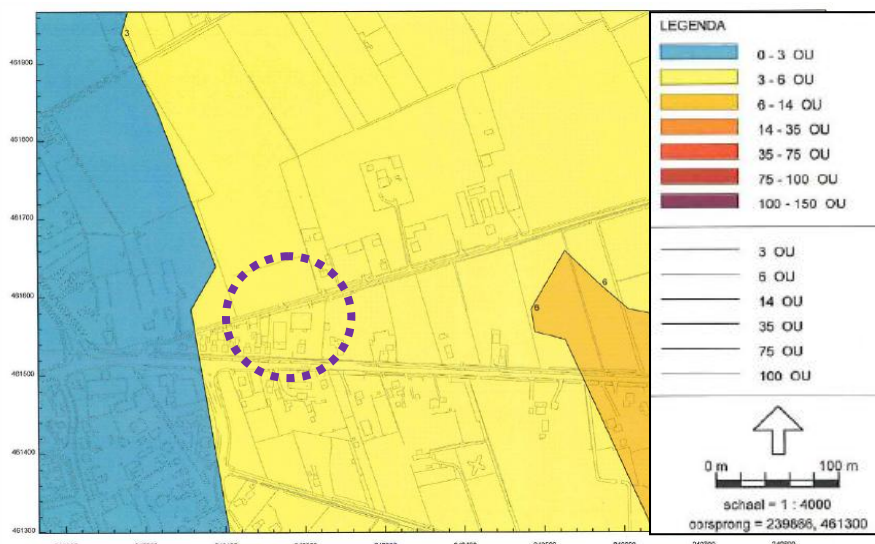 LEGENDA
0 - 3 OU
3 - 6 OU
6 - 14 OU
14 - 35 OU
35 - 75 OU
75 - 100 OU
100 - 150 OU
3 OU
6 OU
14 OU
35 OU
75 OU
100 OU
0 m 100 m
schaal = 1 : 4000
oorsprong = 239866, 461300
3
6
6
461900
461800
461700
461600
461500
461400
461300